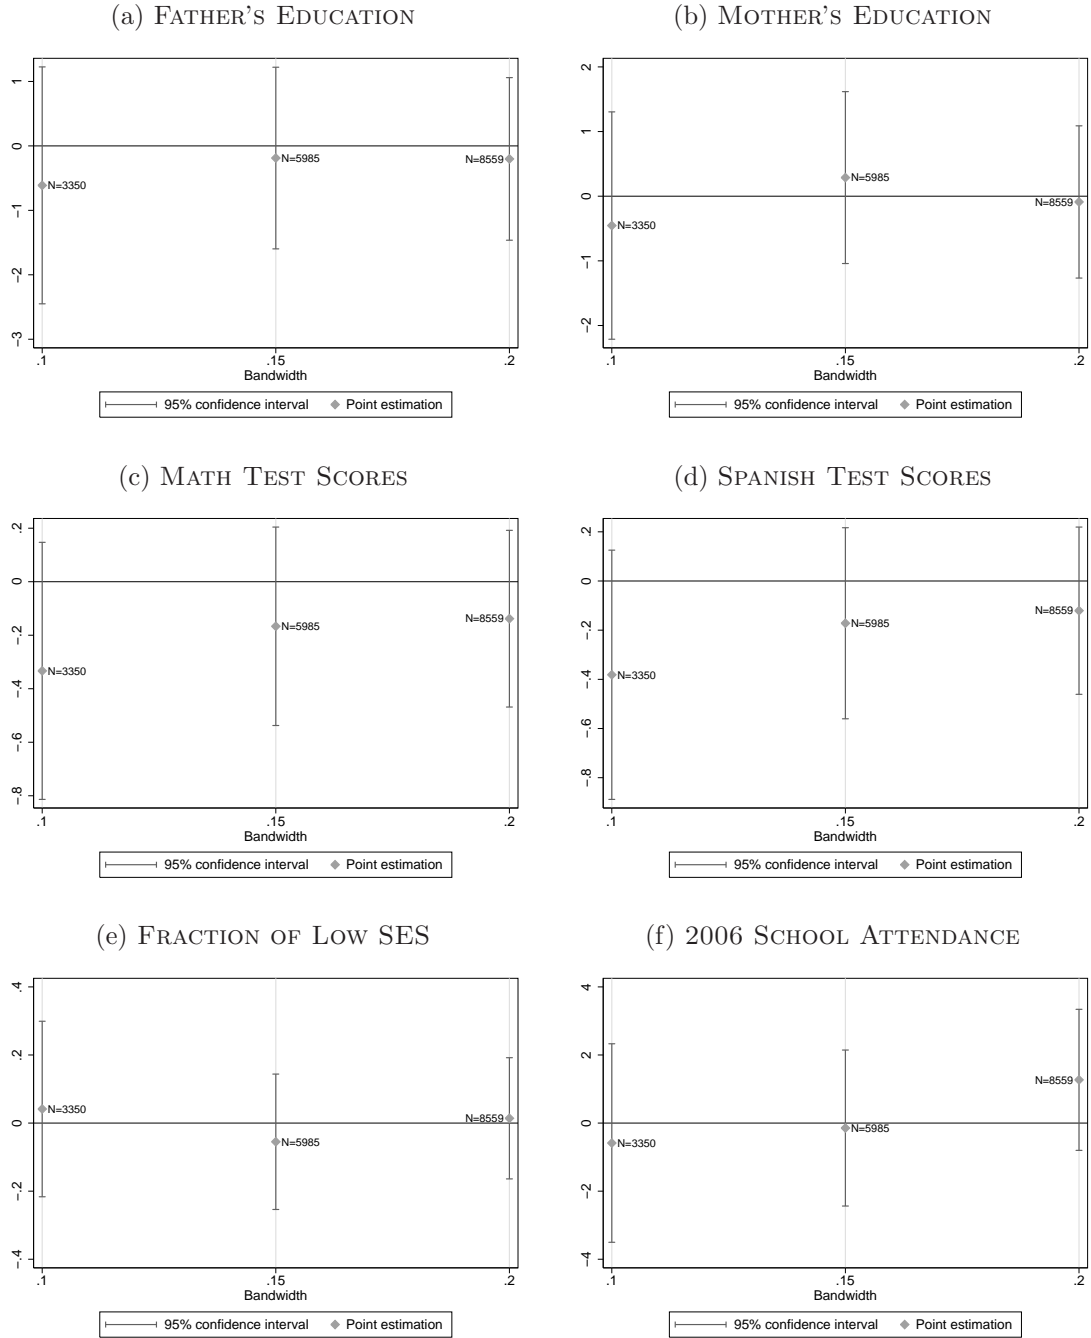 (a) Father's Education
(b) Mother's Education
1
0
−1
−2
−3
N=3350
N=5985
N=8559
.1
.15
.2
Bandwidth
95% confidence interval
Point estimation
2
1
0
−1
−2
N=3350
N=5985
N=8559
.1
.15
.2
Bandwidth
95% confidence interval
Point estimation
(c) Math Test Scores
(d) Spanish Test Scores
.2
0
−.2
−.4
−.6
−.8
N=3350
N=5985
N=8559
.1
.15
.2
Bandwidth
95% confidence interval
Point estimation
.2
0
−.2
−.4
−.6
−.8
N=3350
N=5985
N=8559
.1
.15
.2
Bandwidth
95% confidence interval
Point estimation
(e) Fraction of Low SES
(f) 2006 School Attendance
.4
.2
0
−.2
−.4
N=3350
N=5985
N=8559
.1
.15
.2
Bandwidth
95% confidence interval
Point estimation
4
2
0
−2
−4
N=3350
N=5985
N=8559
.1
.15
.2
Bandwidth
95% confidence interval
Point estimation